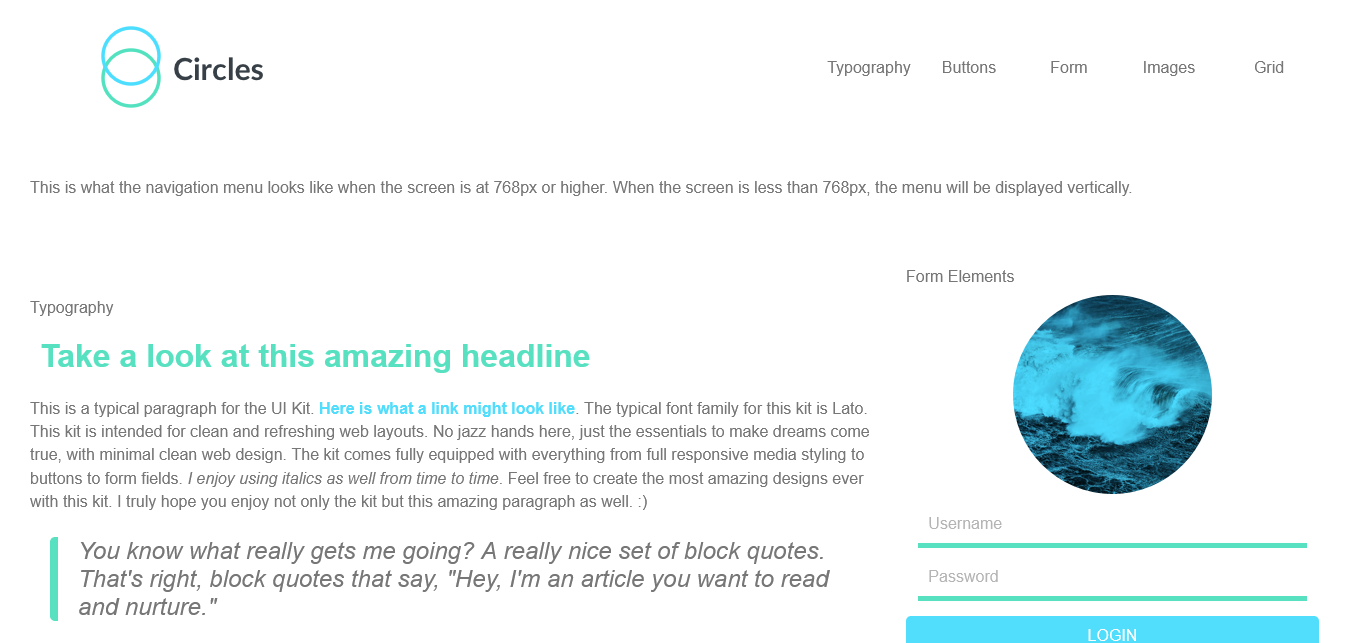 Circles
Typography Buttons Form Images Grid
This is what the navigation menu looks like when the screen is at 768px or higher. When the screen is less than 768px, the menu will be displayed vertically.
Typography
Take a look at this amazing headline
This is a typical paragraph for the UI Kit. Here is what a link might look like. The typical font family for this kit is Lato.
This kit is intended for clean and refreshing web layouts. No jazz hands here, just the essentials to make dreams come
true, with minimal clean web design. The kit comes fully equipped with everything from full responsive media styling to
buttons to form fields. I enjoy using italics as well from time to time. Feel free to create the most amazing designs ever
with this kit. I truly hope you enjoy not only the kit but this amazing paragraph as well. :)
You know what really gets me going? A really nice set of block quotes.
That's right, block quotes that say, "Hey, I'm an article you want to read
and nurture."
Form Elements
Username
Password
LOGIN